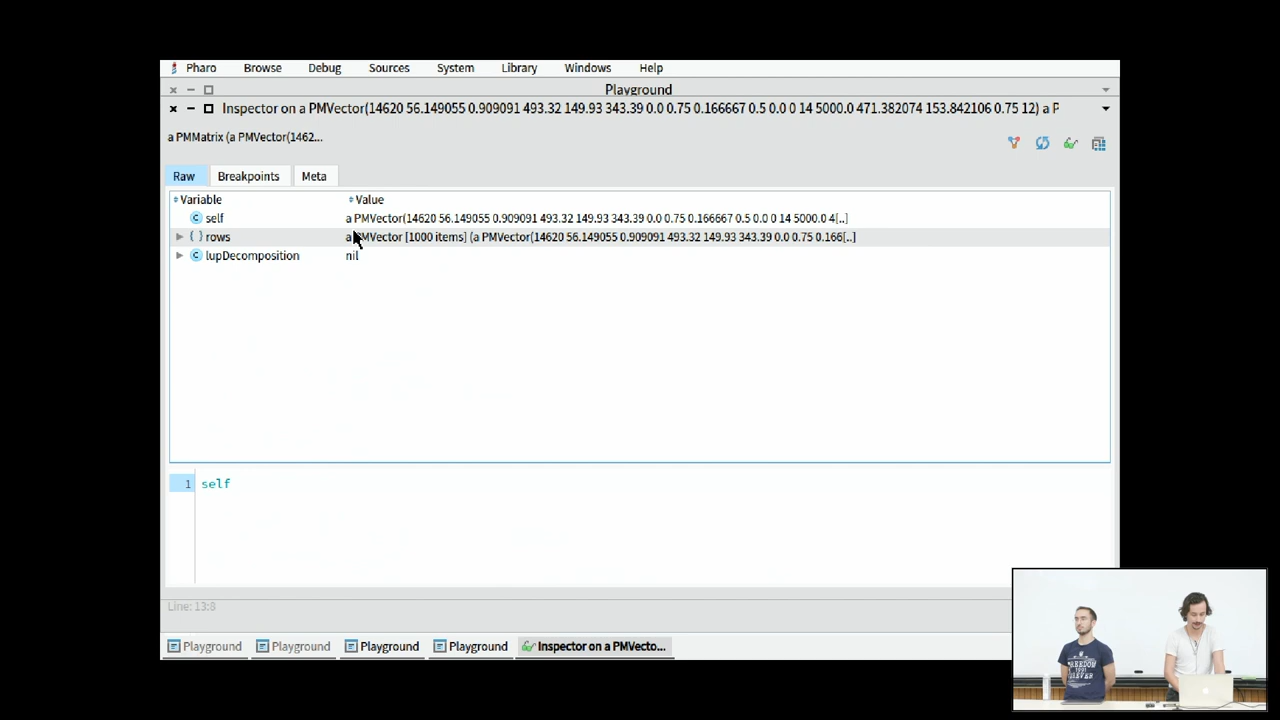 Pharo Browse Debug Sources System Library Windows Help
Playground
Inspector on a PMVector(14620 56.149055 0.909091 493.32 149.93 343.39 0.0 0.75 0.166667 0.5 0.0 0 14 5000.0 471.382074 153.842106 0.75 12) a P
a PMMatrix (a PMVector(1462...
Raw Breakpoints Meta
Variable Value
self a PMVector(14620 56.149055 0.909091 493.32 149.93 343.39 0.0 0.75 0.166667 0.5 0.0 0 14 5000.0 4[..]
rows a PMVector [1000 items] (a PMVector(14620 56.149055 0.909091 493.32 149.93 343.39 0.0 0.75 0.166[..]
lupDecomposition nil
1 self
Line: 13:8
Playground Playground Playground Playground Inspector on a PMVecto...
FREEDOM
1991